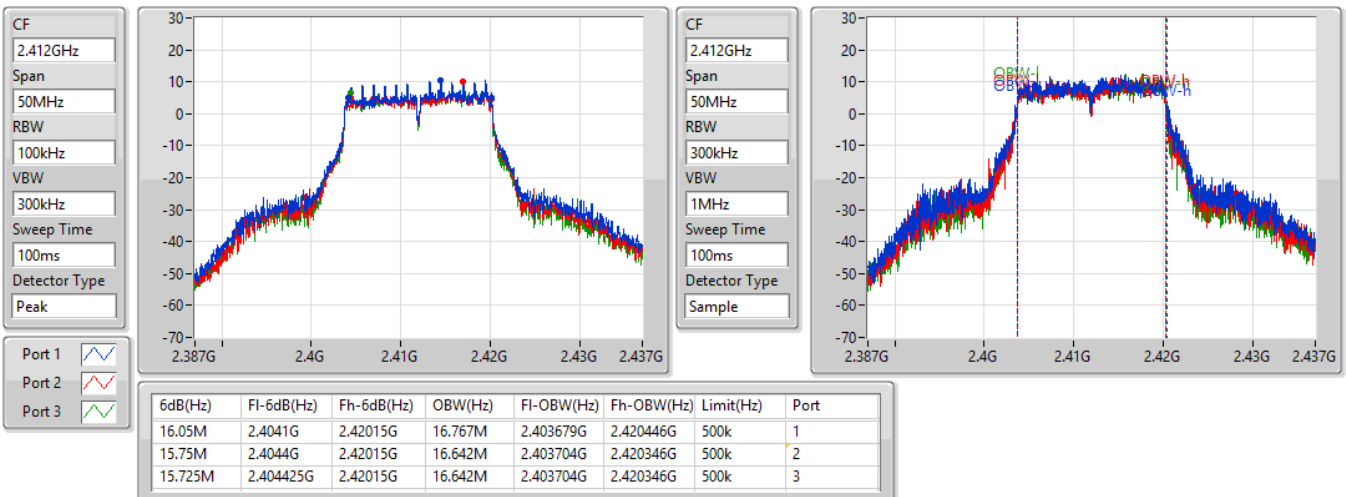 CF
2.412GHz
Span
50MHz
RBW
100kHz
VBW
300kHz
Sweep Time
100ms
Detector Type
Peak
30
20
10
0
-10
-20
-30
-40
-50
-60
-70
2.387G 2.4G 2.41G 2.42G 2.43G 2.437G
CF
2.412GHz
Span
50MHz
RBW
300kHz
VBW
1MHz
Sweep Time
100ms
Detector Type
Sample
30
20
10
0
-10
-20
-30
-40
-50
-60
-70
OBW-l
OBW-h
2.387G 2.4G 2.41G 2.42G 2.43G 2.437G
Port 1
Port 2
Port 3
6dB(Hz) Fl-6dB(Hz) Fh-6dB(Hz) OBW(Hz) Fl-OBW(Hz) Fh-OBW(Hz) Limit(Hz) Port
16.05M 2.4041G 2.42015G 16.767M 2.403679G 2.420446G 500k 1
15.75M 2.4044G 2.42015G 16.642M 2.403704G 2.420346G 500k 2
15.725M 2.404425G 2.42015G 16.642M 2.403704G 2.420346G 500k 3